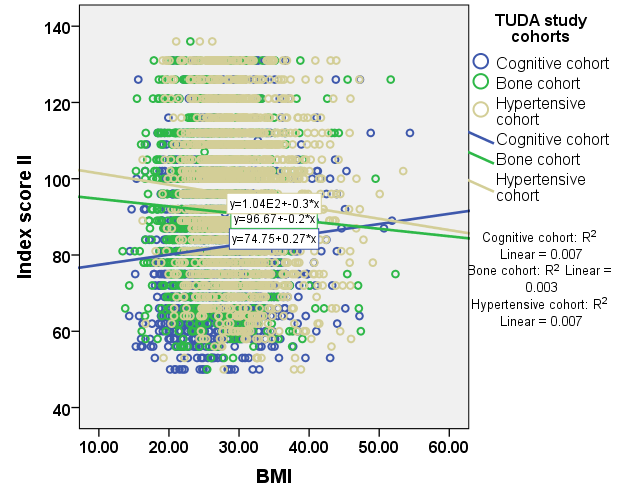 TUDA study
cohorts
Cognitive cohort
Bone cohort
Hypertensive
cohort
Cognitive cohort
Bone cohort
Hypertensive
cohort
Cognitive cohort: R²
Linear = 0.007
Bone cohort: R² Linear =
0.003
Hypertensive cohort: R²
Linear = 0.007
Index score II
140
120
100
80
60
40
y=1.04E2+-0.3*x
y=96.67+-0.2*x
y=74.75+0.27*x
10.00 20.00 30.00 40.00 50.00 60.00
BMI